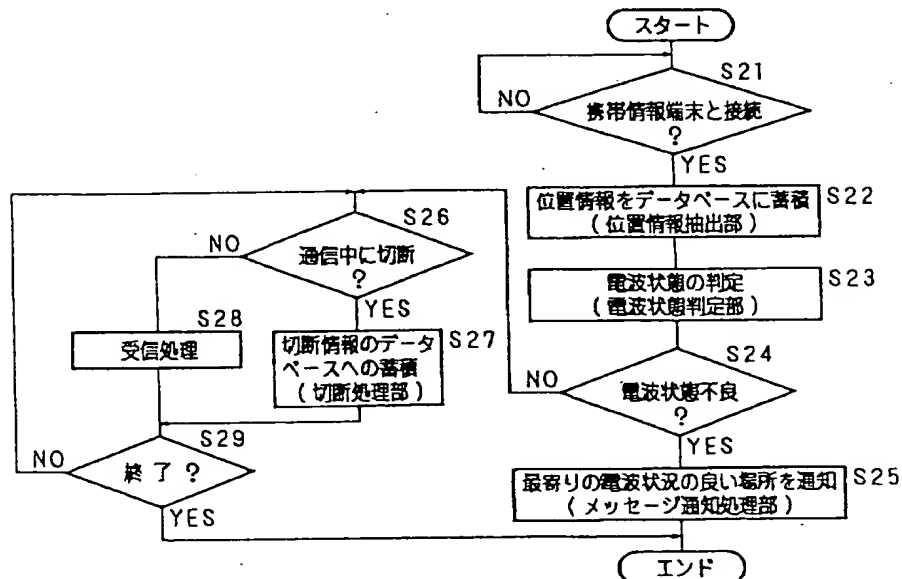 スタート
S21
NO
携帯情報端末と接続
?
YES
位置情報をデータベースに蓄積
(位置情報抽出部)
S22
電波状態の判定
(電波状態判定部)
S23
S24
NO
電波状態不良
?
YES
最寄りの電波状況の良い場所を通知
(メッセージ通知処理部)
S25
S26
NO
通信中に切断
?
YES
S28
受信処理
切断情報のデータ
ベースへの蓄積
(切断処理部)
S27
S29
NO
終了?
YES
エンド